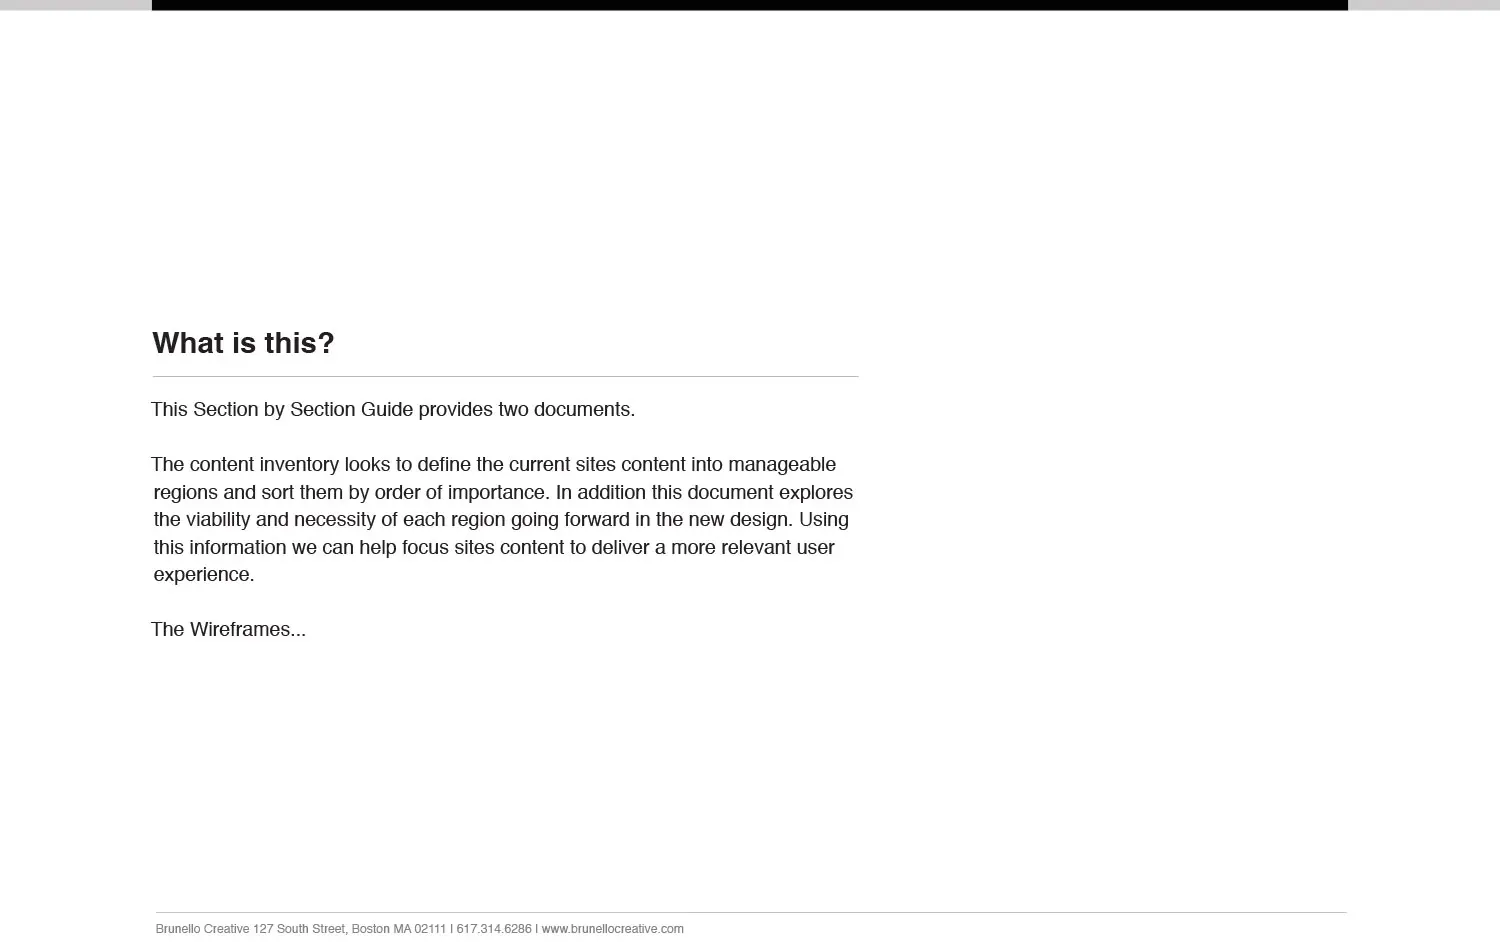 What is this?
This Section by Section Guide provides two documents.
The content inventory looks to define the current sites content into manageable
regions and sort them by order of importance. In addition this document explores
the viability and necessity of each region going forward in the new design. Using
this information we can help focus sites content to deliver a more relevant user
experience.
The Wireframes...
Brunello Creative 127 South Street, Boston MA 02111 I 617.314.6286 I www.brunellocreative.com